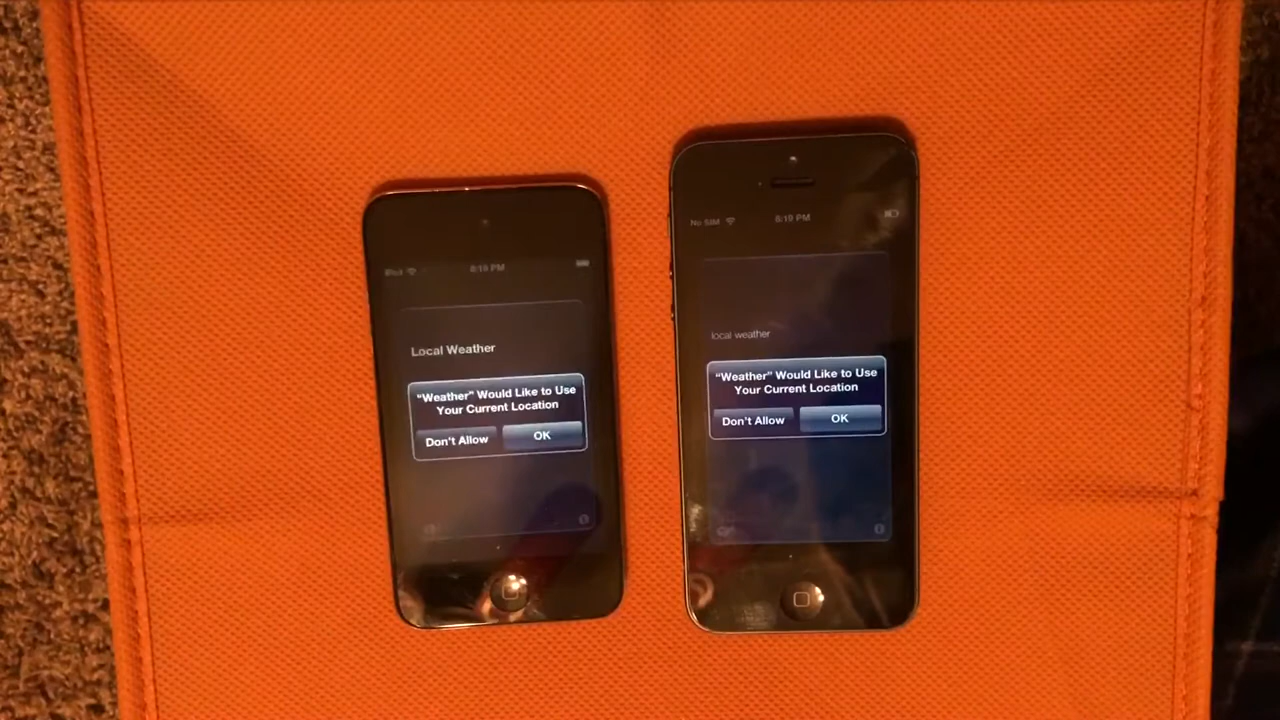 iPod
8:19 PM
Local Weather
“Weather” Would Like to Use
Your Current Location
Don't Allow
OK
No SIM
8:19 PM
local weather
“Weather” Would Like to Use
Your Current Location
Don't Allow
OK